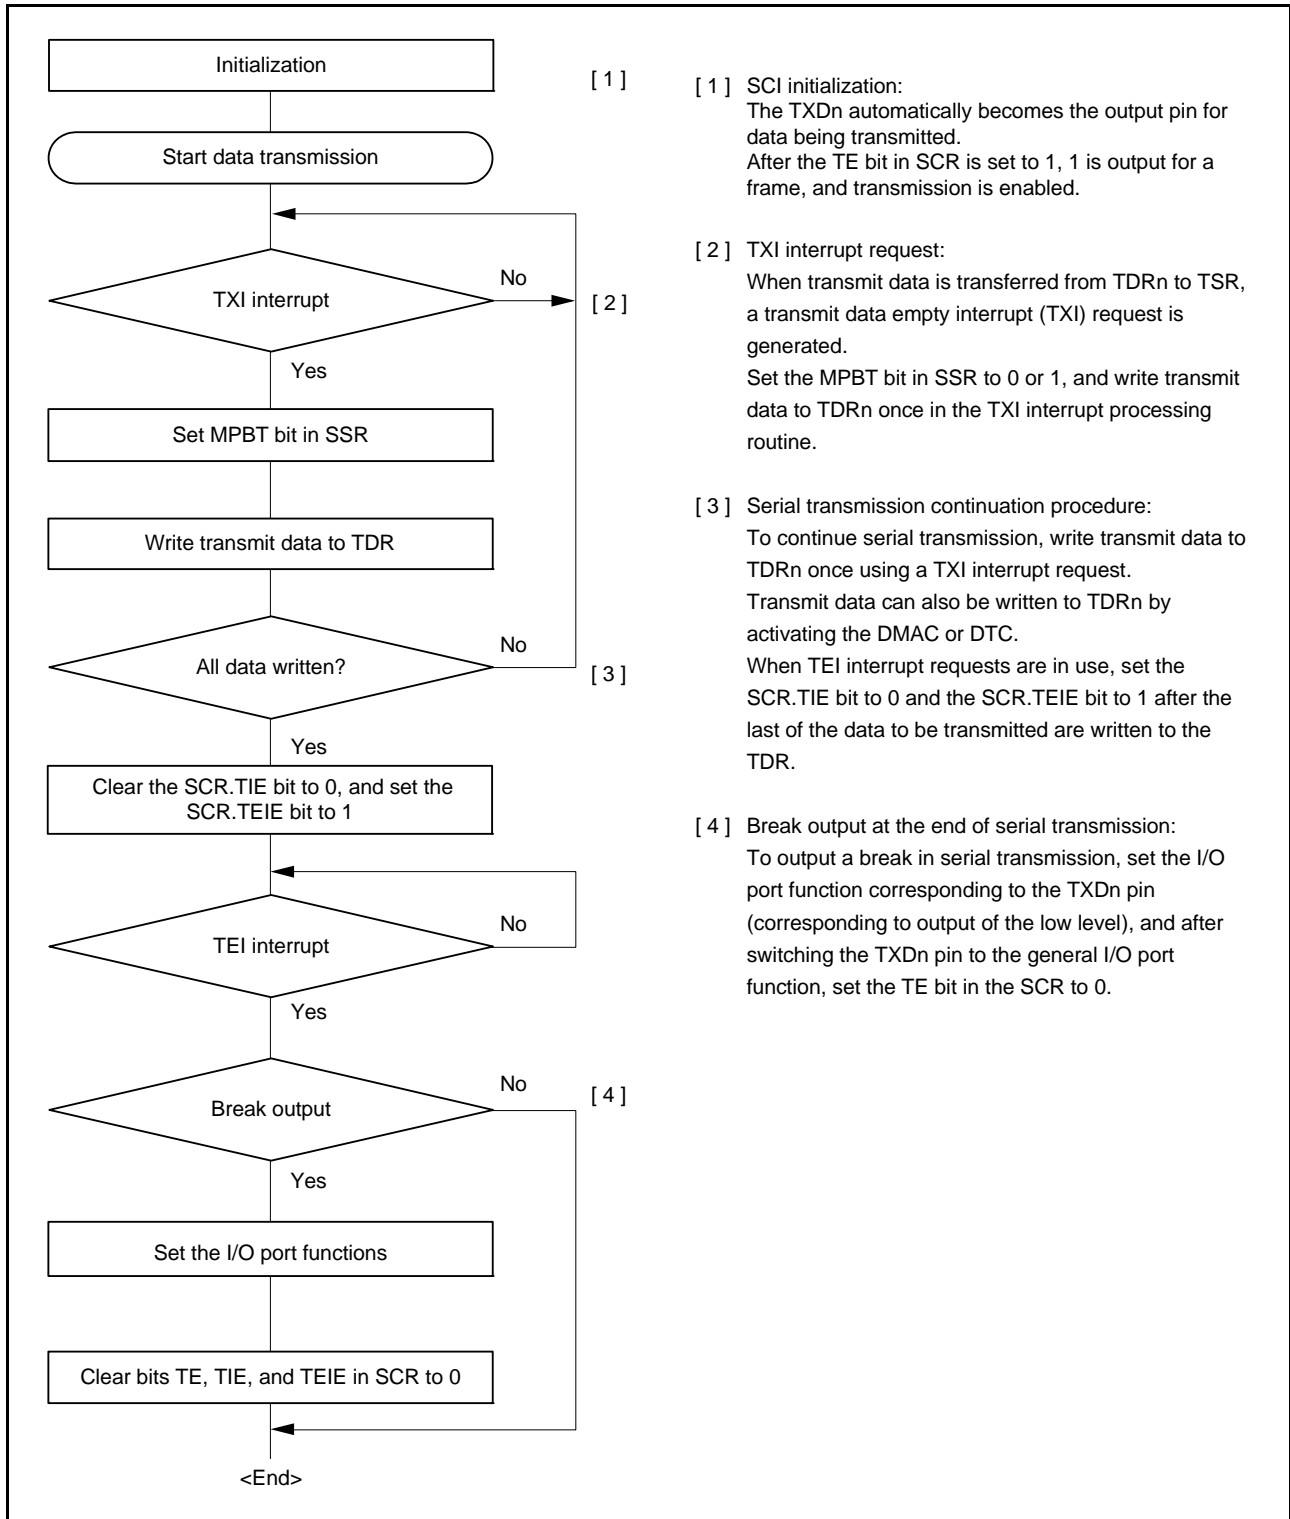 Initialization
[ 1 ]
Start data transmission
TXI interrupt
No
[ 2 ]
Yes
Set MPBT bit in SSR
Write transmit data to TDR
All data written?
No
[ 3 ]
Yes
Clear the SCR.TIE bit to 0, and set the
SCR.TEIE bit to 1
TEI interrupt
No
Yes
Break output
No
[ 4 ]
Yes
Set the I/O port functions
Clear bits TE, TIE, and TEIE in SCR to 0
<End>
[ 1 ] SCI initialization:
The TXDn automatically becomes the output pin for
data being transmitted.
After the TE bit in SCR is set to 1, 1 is output for a
frame, and transmission is enabled.
[ 2 ] TXI interrupt request:
When transmit data is transferred from TDRn to TSR,
a transmit data empty interrupt (TXI) request is
generated.
Set the MPBT bit in SSR to 0 or 1, and write transmit
data to TDRn once in the TXI interrupt processing
routine.
[ 3 ] Serial transmission continuation procedure:
To continue serial transmission, write transmit data to
TDRn once using a TXI interrupt request.
Transmit data can also be written to TDRn by
activating the DMAC or DTC.
When TEI interrupt requests are in use, set the
SCR.TIE bit to 0 and the SCR.TEIE bit to 1 after the
last of the data to be transmitted are written to the
TDR.
[ 4 ] Break output at the end of serial transmission:
To output a break in serial transmission, set the I/O
port function corresponding to the TXDn pin
(corresponding to output of the low level), and after
switching the TXDn pin to the general I/O port
function, set the TE bit in the SCR to 0.